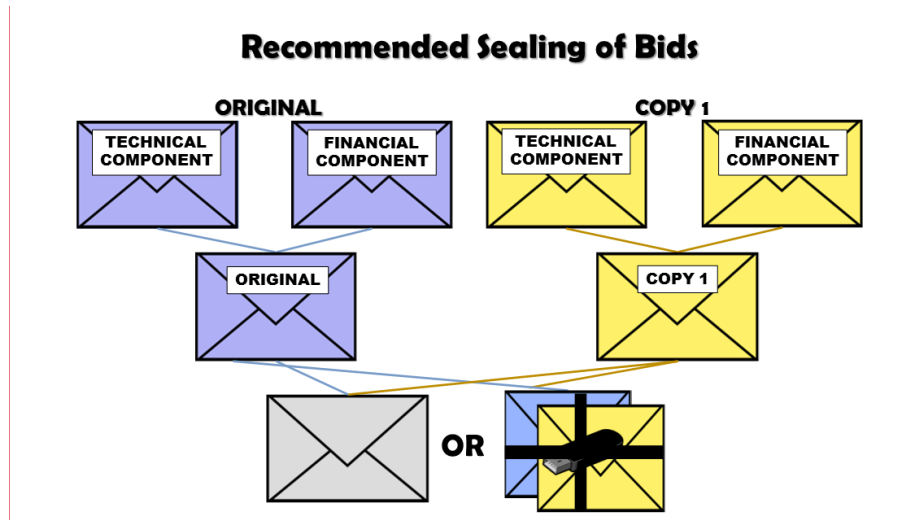 Recommended Sealing of Bids
ORIGINAL
COPY 1
TECHNICAL
COMPONENT
FINANCIAL
COMPONENT
TECHNICAL
COMPONENT
FINANCIAL
COMPONENT
ORIGINAL
COPY 1
OR